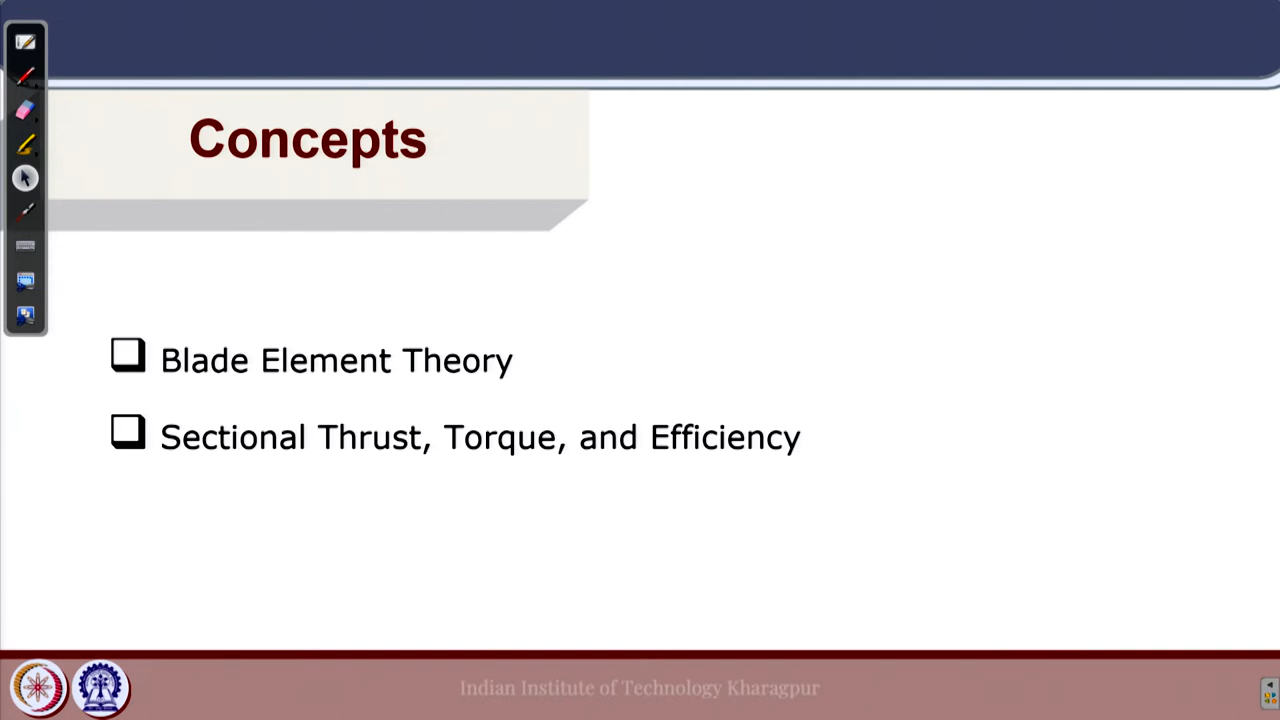 Concepts
Blade Element Theory
Sectional Thrust, Torque, and Efficiency
Indian Institute of Technology Kharagpur